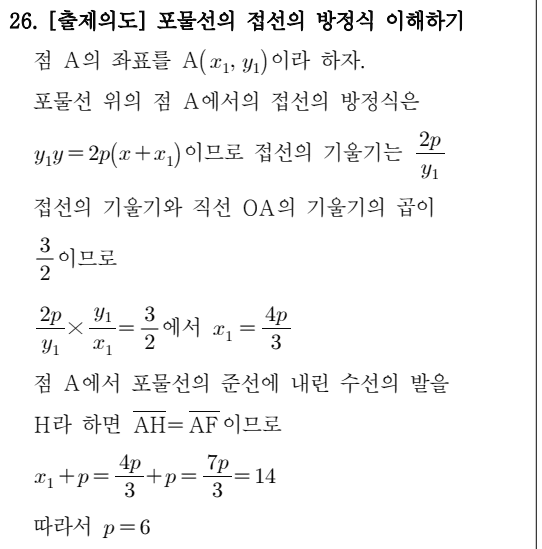 26. [출제의도] 포물선의 접선의 방정식 이해하기
점 A의 좌표를 A(x₁, y₁)이라 하자.
포물선 위의 점 A에서의 접선의 방정식은
y₁y=2p(x+x₁)이므로 접선의 기울기는 2p/y₁
접선의 기울기와 직선 OA의 기울기의 곱이
3/2이므로
2p/y₁×y₁/x₁=3/2에서 x₁=4p/3
점 A에서 포물선의 준선에 내린 수선의 발을
H라 하면 A̅H̅=A̅F̅이므로
x₁+p=4p/3+p=7p/3=14
따라서 p=6